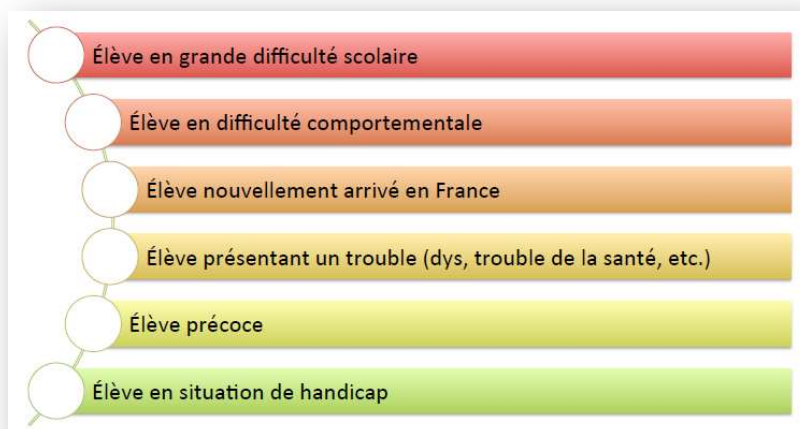 Élève en grande difficulté scolaire
Élève en difficulté comportementale
Élève nouvellement arrivé en France
Élève présentant un trouble (dys, trouble de la santé, etc.)
Élève précoce
Élève en situation de handicap